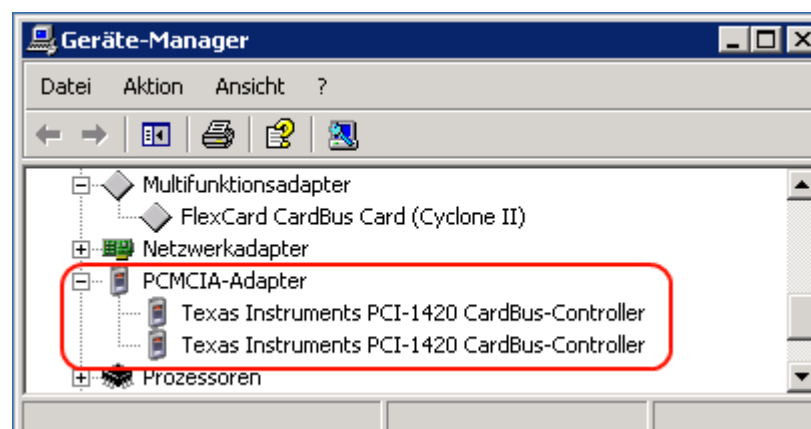 Geräte-Manager
Datei Aktion Ansicht ?
Multifunktionsadapter
FlexCard CardBus Card (Cyclone II)
Netzwerkadapter
PCMCIA-Adapter
Texas Instruments PCI-1420 CardBus-Controller
Texas Instruments PCI-1420 CardBus-Controller
Prozessoren